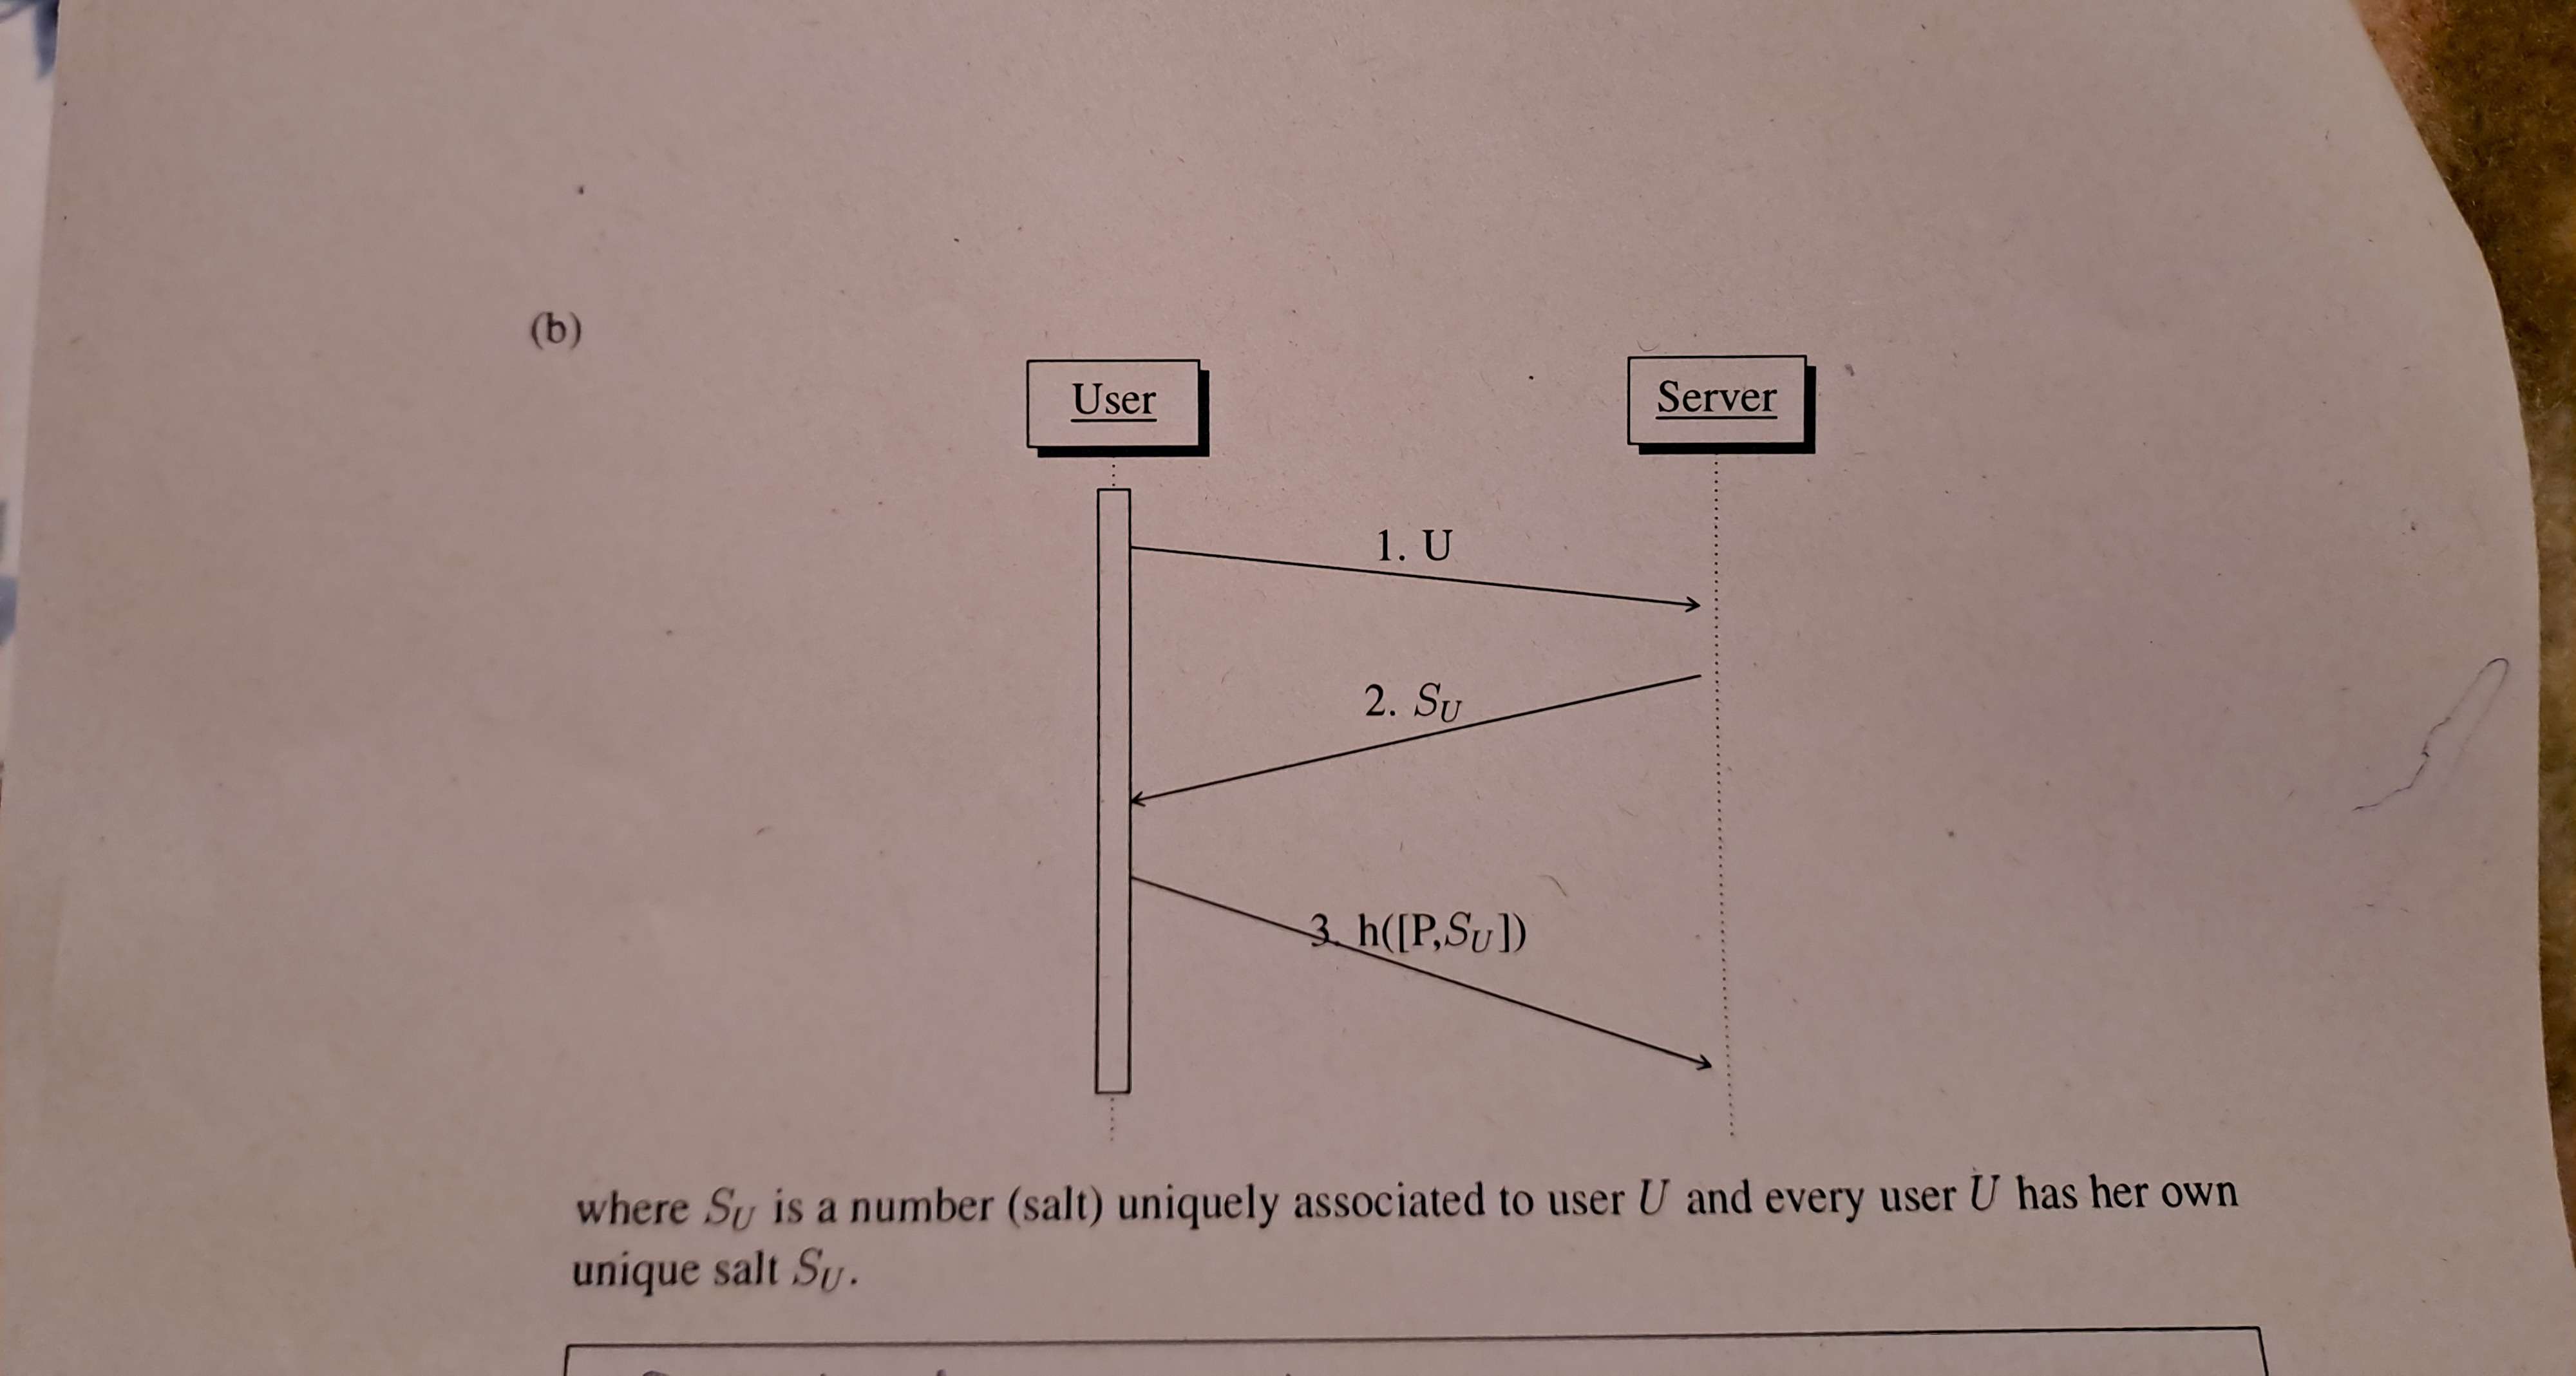 (b)
User
Server
1. U
2. S_U
3. h([P,S_U])
where S_U is a number (salt) uniquely associated to user U and every user U has her own
unique salt S_U.